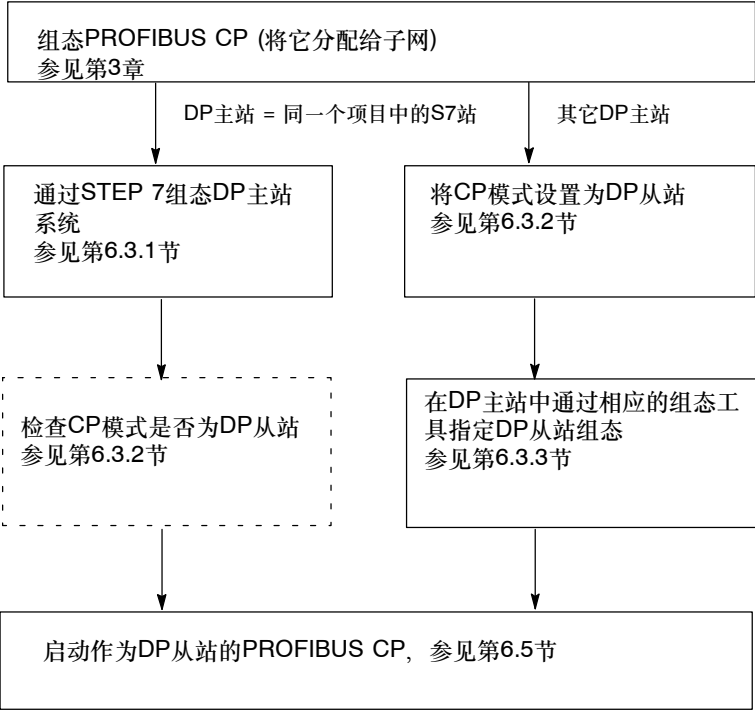 组态PROFIBUS CP (将它分配给子网)
参见第3章
DP主站 = 同一个项目中的S7站
其它DP主站
通过STEP 7组态DP主站
系统
参见第6.3.1节
将CP模式设置为DP从站
参见第6.3.2节
检查CP模式是否为DP从站
参见第6.3.2节
在DP主站中通过相应的组态工
具指定DP从站组态
参见第6.3.3节
启动作为DP从站的PROFIBUS CP，参见第6.5节